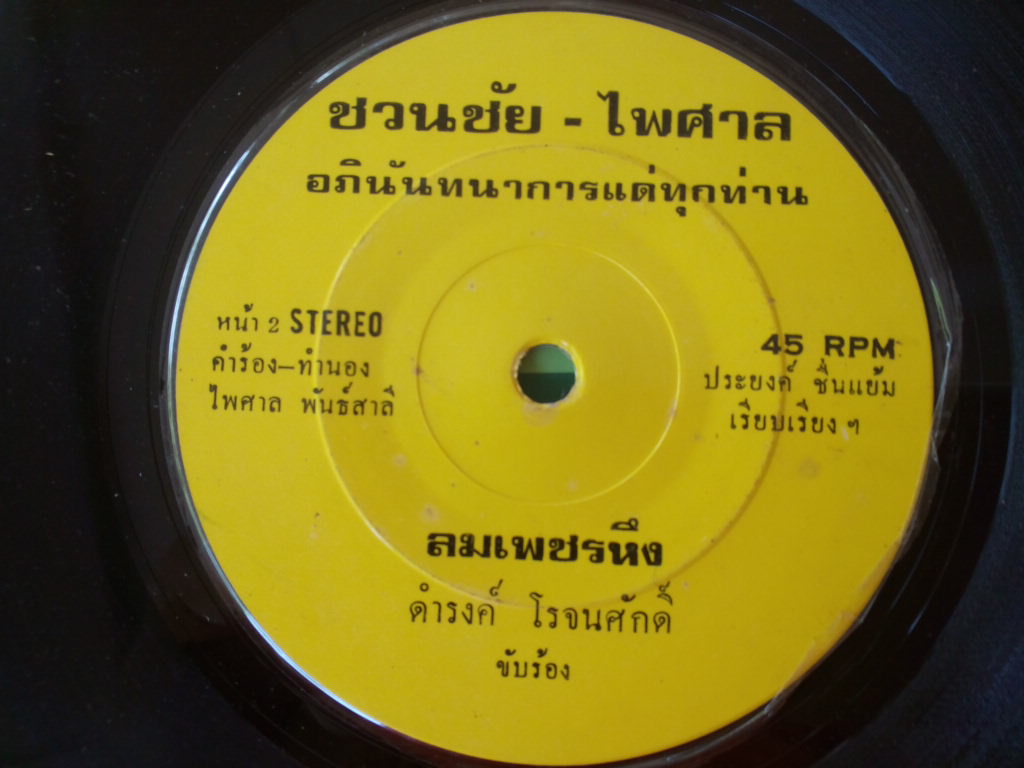 ชวนชัย - ไพศาล
อภินันทนาการแด่ทุกท่าน
หน้า 2 STEREO
คำร้อง–ทำนอง
ไพศาล พันธ์สาลี
45 RPM
ประยงค์ ชื่นแย้ม
เรียบเรียง ฯ
ลมเพชรหึง
ดำรงค์ โรจนศักดิ์
ขับร้อง